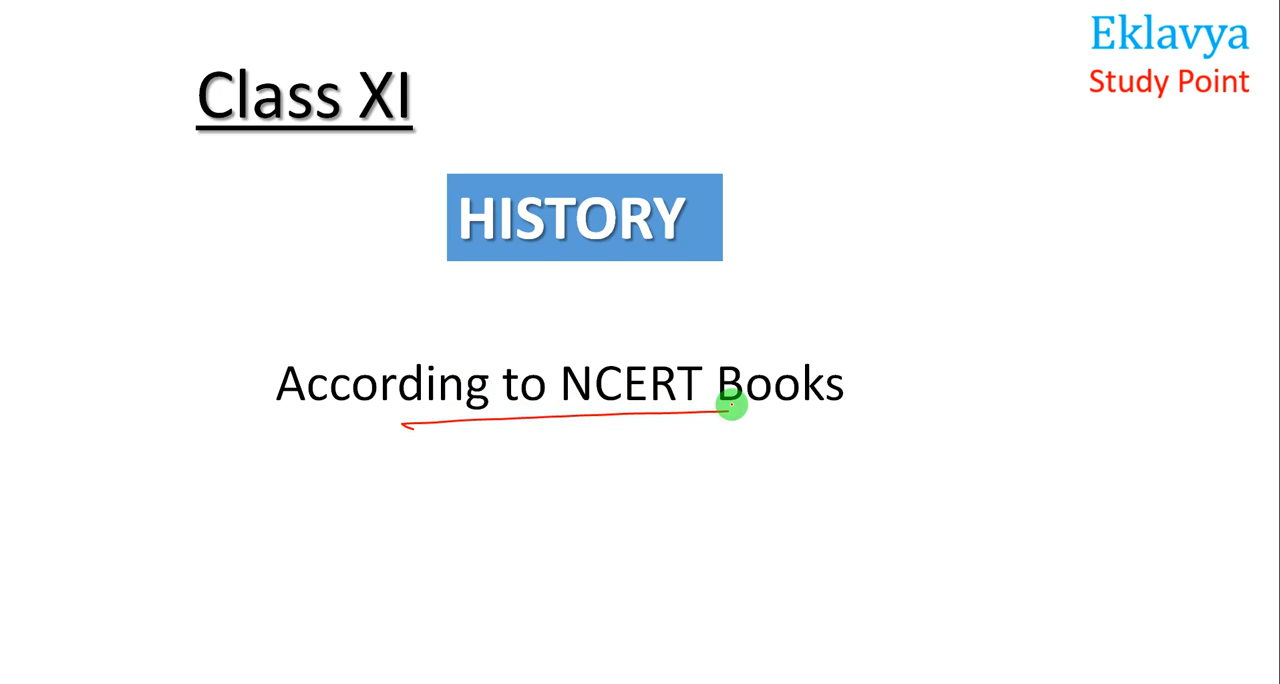 Eklavya
Study Point
Class XI
HISTORY
According to NCERT Books